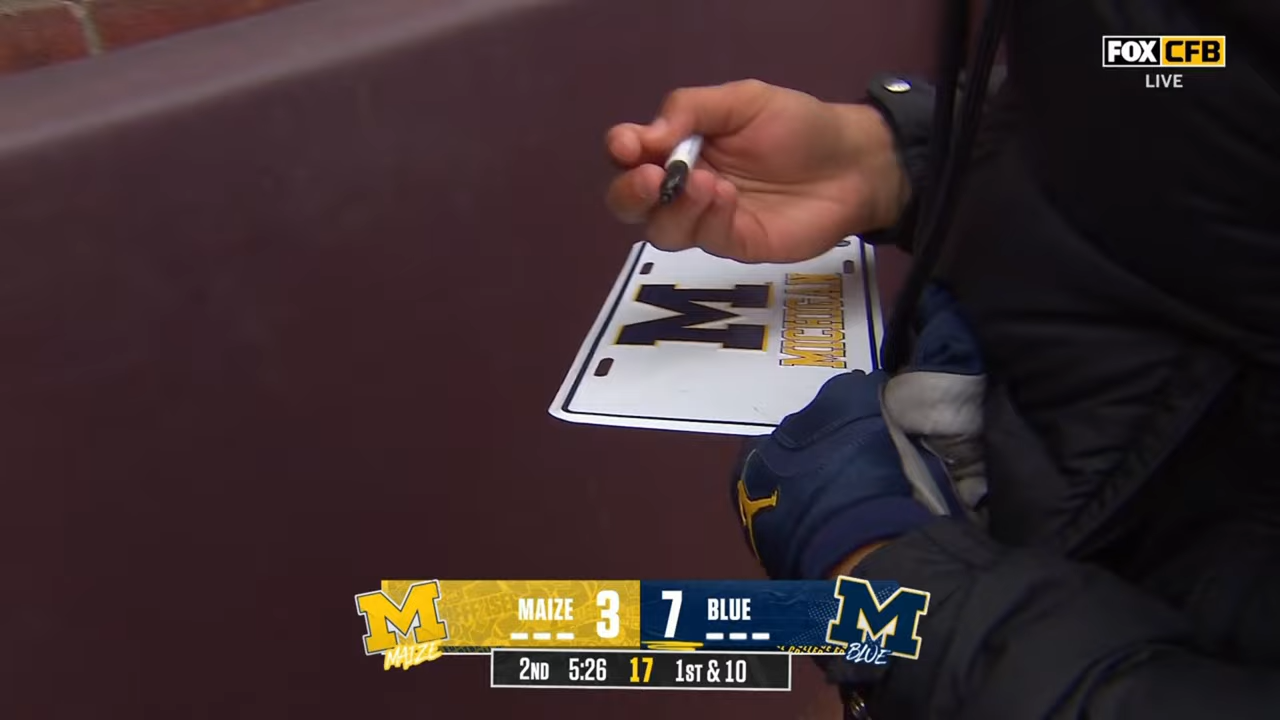 FOX CFB
LIVE
M
MICHIGAN
M MAIZE 3 7 BLUE M
MAIZE BLUE
2ND 5:26 17 1ST & 10